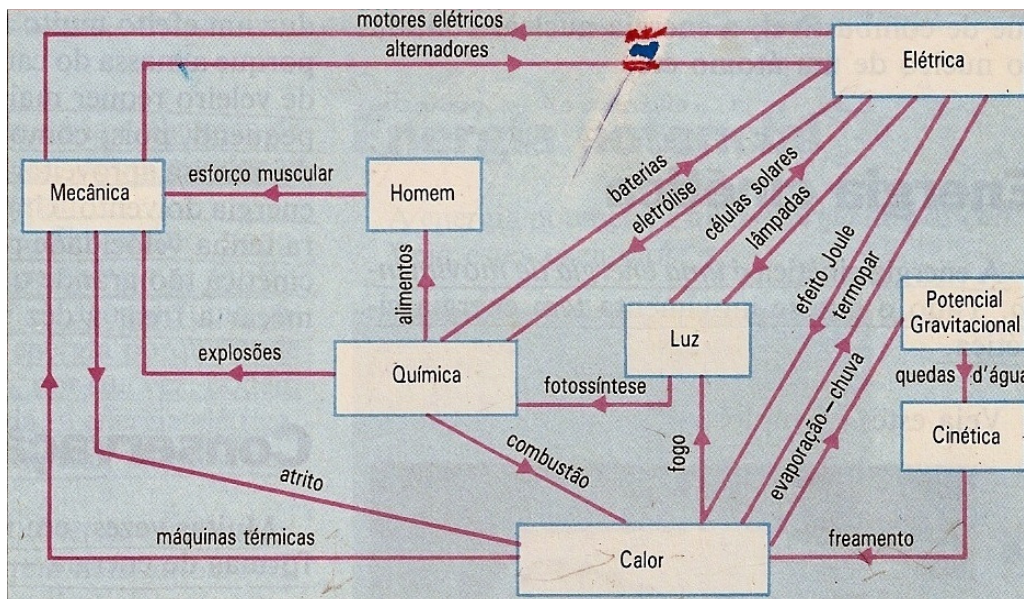 motores elétricos
alternadores
Elétrica
Mecânica
esforço muscular
Homem
baterias
eletrólise
células solares
lâmpadas
efeito Joule
termopar
evaporação – chuva
alimentos
Potencial
Gravitacional
Luz
explosões
Química
fotossíntese
quedas d'água
Cinética
combustão
fogo
atrito
máquinas térmicas
Calor
freamento